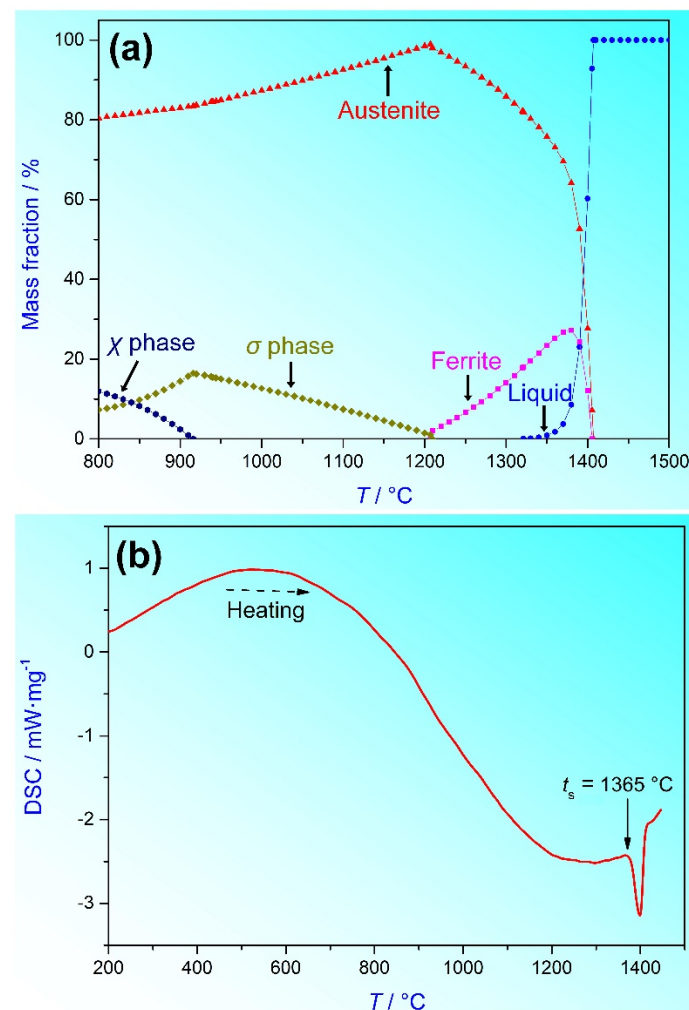 (a)
100
80
60
40
20
0
Mass fraction / %
Austenite
χ phase
σ phase
Ferrite
Liquid
800 900 1000 1100 1200 1300 1400 1500
T / °C
(b)
1
0
-1
-2
-3
DSC / mW·mg⁻¹
Heating
tₛ = 1365 °C
200 400 600 800 1000 1200 1400
T / °C